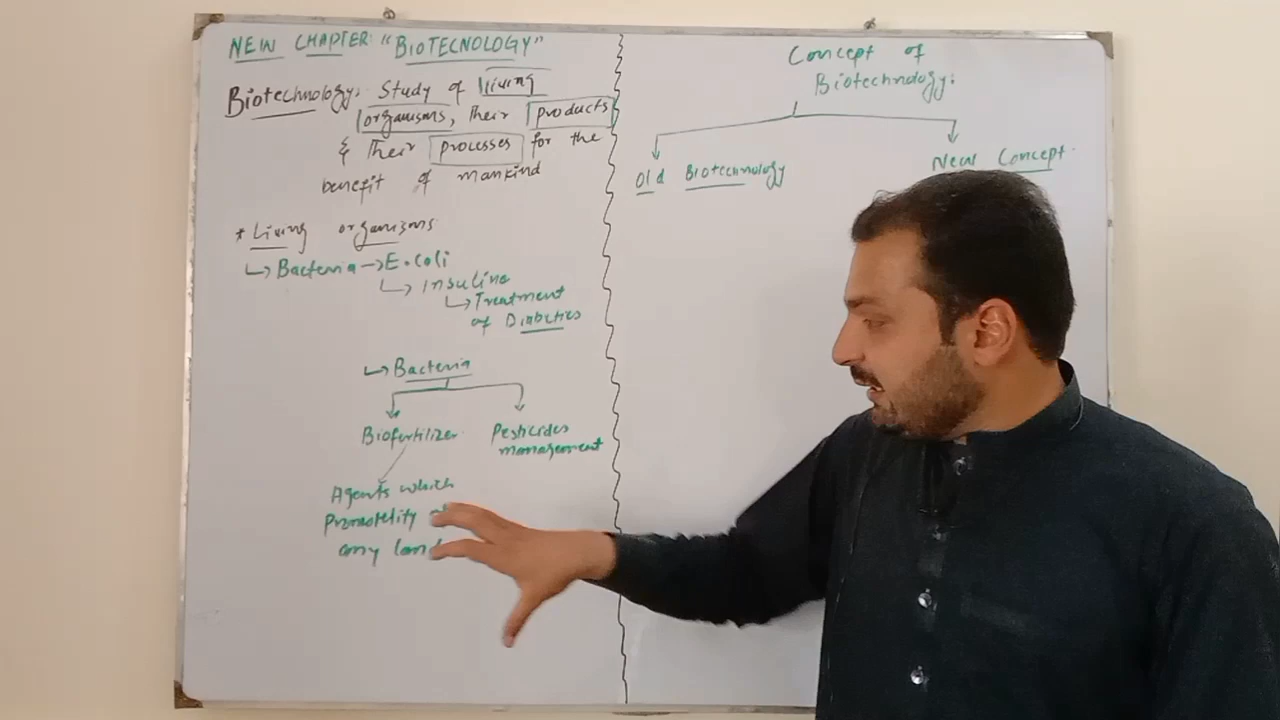 NEW CHAPTER: "BIOTECNOLOGY"
Biotechnology: Study of living
organisms, their products
& their processes for the
benefit of mankind
* Living organisms
↳ Bacteria → E.coli
↳ Insuline
↳ Treatment
of Diabeties
↳ Bacteria
Biofertilizer
Pesticides
management
Agents which
any land
Concept of
Biotechnology:
Old Biotechnology
New Concept